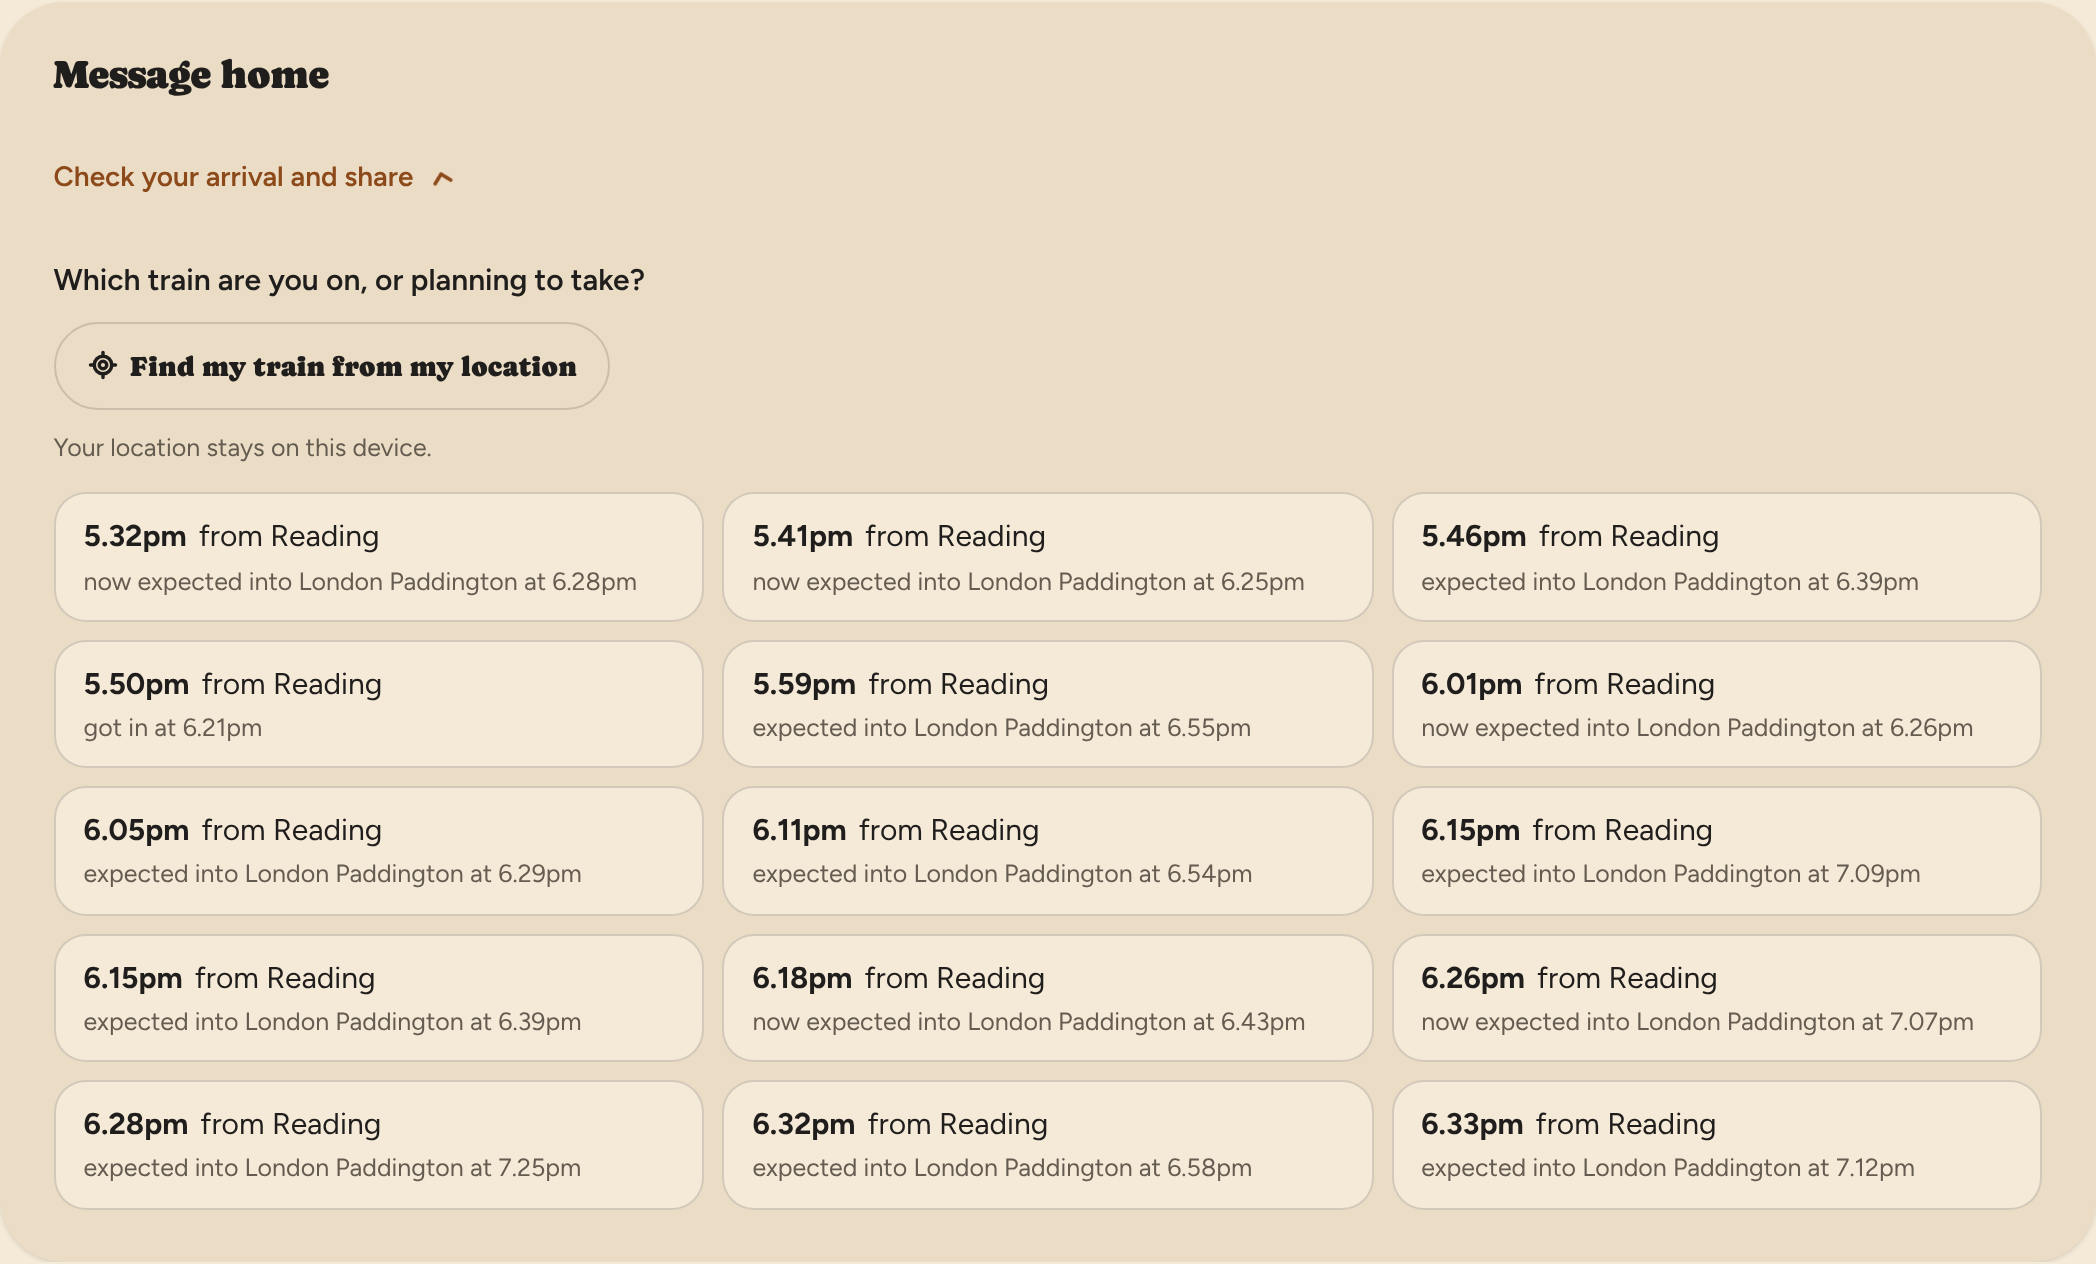 Message home
Check your arrival and share
Which train are you on, or planning to take?
Find my train from my location
Your location stays on this device.
5.32pm from Reading
now expected into London Paddington at 6.28pm
5.41pm from Reading
now expected into London Paddington at 6.25pm
5.46pm from Reading
expected into London Paddington at 6.39pm
5.50pm from Reading
got in at 6.21pm
5.59pm from Reading
expected into London Paddington at 6.55pm
6.01pm from Reading
now expected into London Paddington at 6.26pm
6.05pm from Reading
expected into London Paddington at 6.29pm
6.11pm from Reading
expected into London Paddington at 6.54pm
6.15pm from Reading
expected into London Paddington at 7.09pm
6.15pm from Reading
expected into London Paddington at 6.39pm
6.18pm from Reading
now expected into London Paddington at 6.43pm
6.26pm from Reading
now expected into London Paddington at 7.07pm
6.28pm from Reading
expected into London Paddington at 7.25pm
6.32pm from Reading
expected into London Paddington at 6.58pm
6.33pm from Reading
expected into London Paddington at 7.12pm